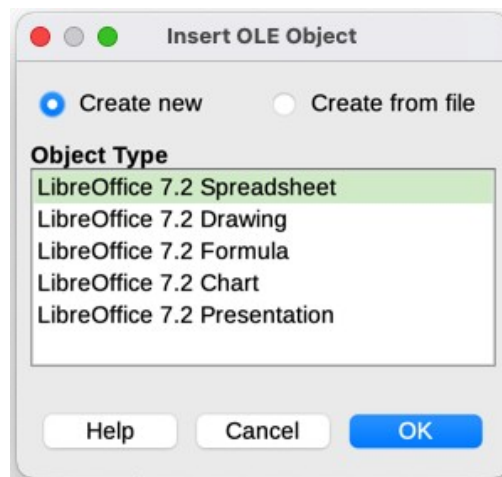 Insert OLE Object
Create new Create from file
Object Type
LibreOffice 7.2 Spreadsheet
LibreOffice 7.2 Drawing
LibreOffice 7.2 Formula
LibreOffice 7.2 Chart
LibreOffice 7.2 Presentation
Help Cancel OK